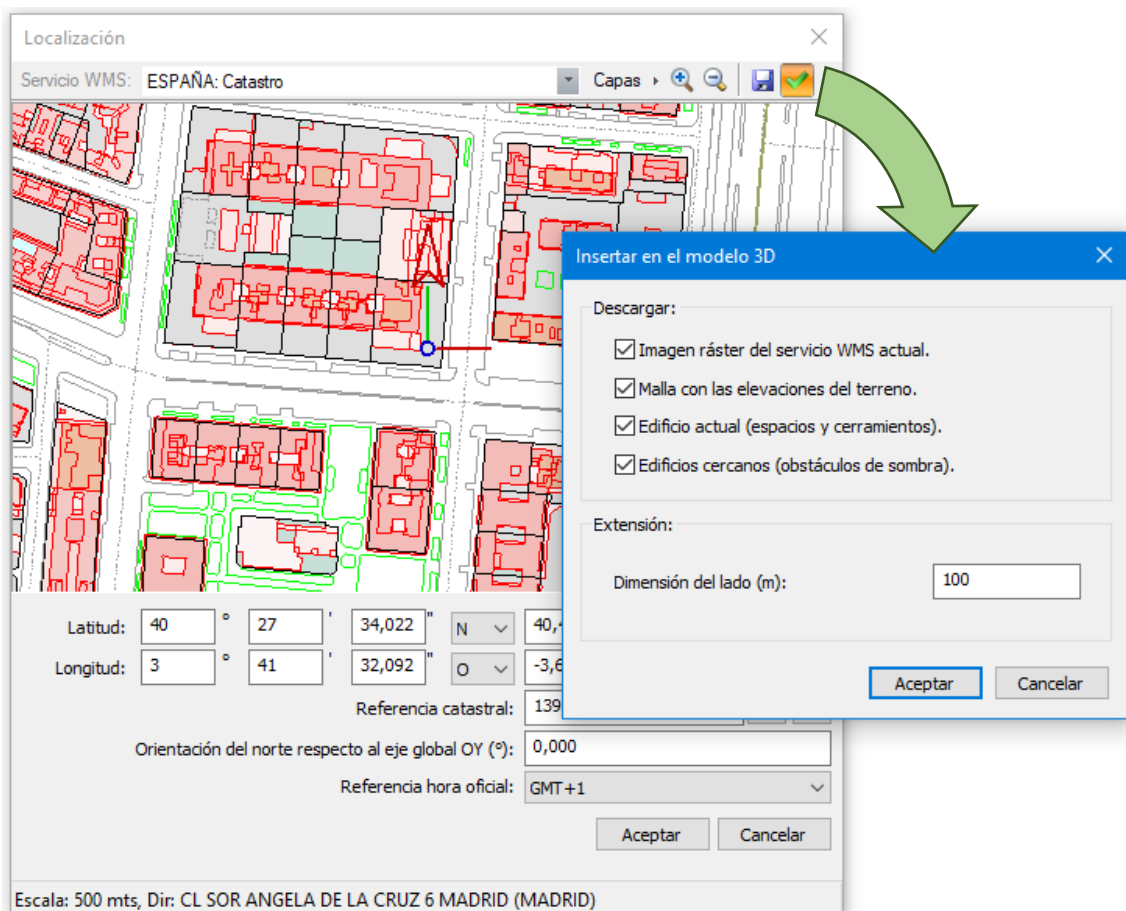 Localización
Servicio WMS: ESPAÑA: Catastro Capas
Insertar en el modelo 3D
Descargar:
Imagen ráster del servicio WMS actual.
Malla con las elevaciones del terreno.
Edificio actual (espacios y cerramientos).
Edificios cercanos (obstáculos de sombra).
Extensión:
Dimensión del lado (m): 100
Aceptar Cancelar
Latitud: 40 ° 27 ' 34,022 " N 40,4
Longitud: 3 ° 41 ' 32,092 " O -3,6
Referencia catastral: 139
Orientación del norte respecto al eje global OY (°): 0,000
Referencia hora oficial: GMT+1
Aceptar Cancelar
Escala: 500 mts, Dir: CL SOR ANGELA DE LA CRUZ 6 MADRID (MADRID)